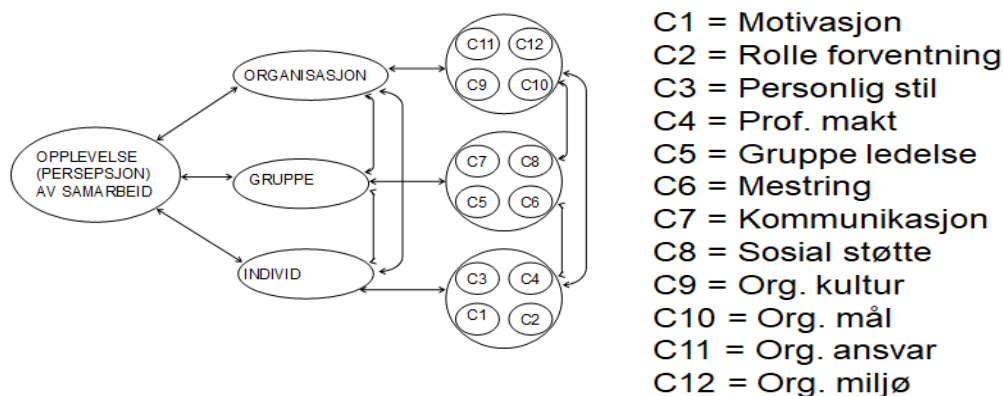 OPPLEVELSE
(PERSEPSJON)
AV SAMARBEID
ORGANISASJON
GRUPPE
INDIVID
C11 C12
C9 C10
C7 C8
C5 C6
C3 C4
C1 C2
C1 = Motivasjon
C2 = Rolle forventning
C3 = Personlig stil
C4 = Prof. makt
C5 = Gruppe ledelse
C6 = Mestring
C7 = Kommunikasjon
C8 = Sosial støtte
C9 = Org. kultur
C10 = Org. mål
C11 = Org. ansvar
C12 = Org. miljø